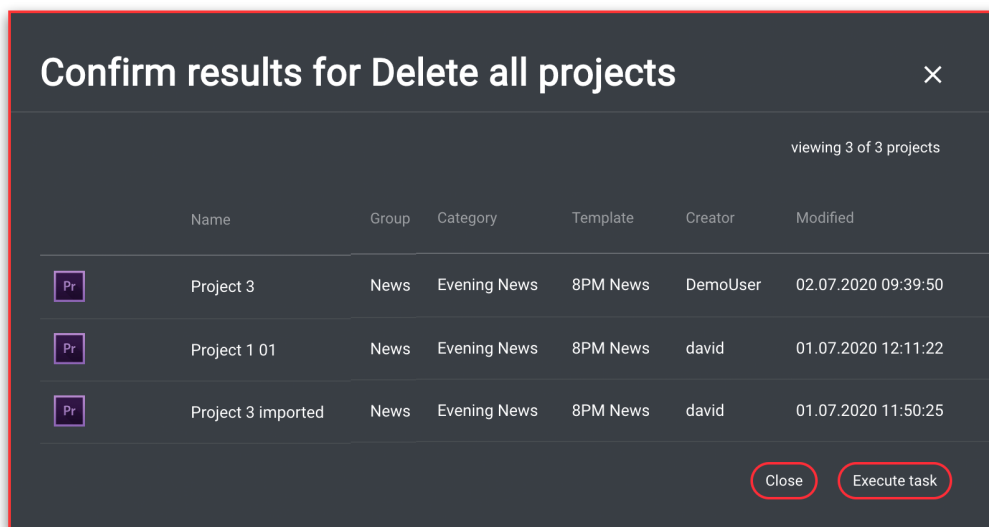 Confirm results for Delete all projects
viewing 3 of 3 projects
Name Group Category Template Creator Modified
Pr Project 3 News Evening News 8PM News DemoUser 02.07.2020 09:39:50
Pr Project 1 01 News Evening News 8PM News david 01.07.2020 12:11:22
Pr Project 3 imported News Evening News 8PM News david 01.07.2020 11:50:25
Close Execute task